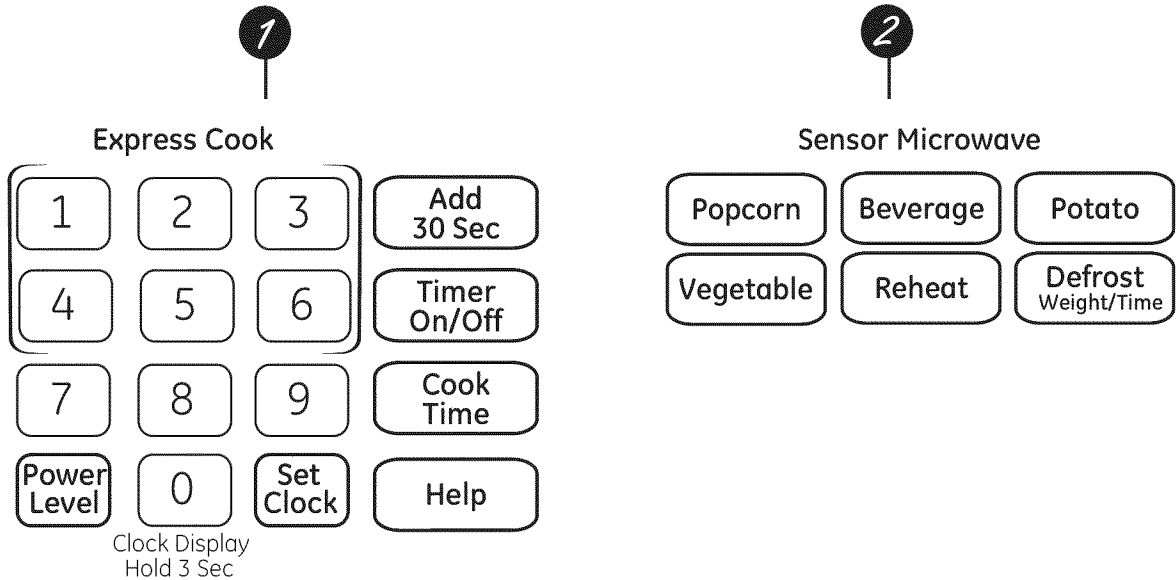 1
2
Express Cook
1 2 3
Add
30 Sec
4 5 6
Timer
On/Off
7 8 9
Cook
Time
Power
Level
0
Set
Clock
Help
Clock Display
Hold 3 Sec
Sensor Microwave
Popcorn Beverage Potato
Vegetable Reheat
Defrost
Weight/Time